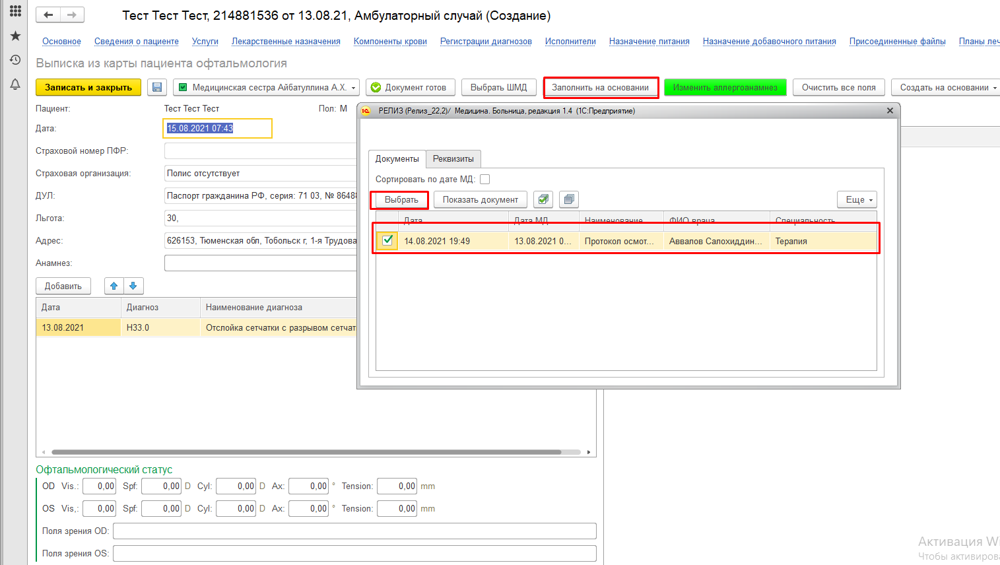 Тест Тест Тест, 214881536 от 13.08.21, Амбулаторный случай (Создание)
Основное Сведения о пациенте Услуги Лекарственные назначения Компоненты крови Регистрации диагнозов Исполнители Назначение питания Назначение добавочного питания Присоединенные файлы Планы леч
Выписка из карты пациента офтальмология
Записать и закрыть Медицинская сестра Айбатуллина А.Х. Документ готов Выбрать ШМД Заполнить на основании Изменить аллергоанамнез Очистить все поля Создать на основании
Пациент: Тест Тест Тест Пол: М
Дата: 15.08.2021 07:43
Страховой номер ПФР:
Страховая организация: Полис отсутствует
ДУЛ: Паспорт гражданина РФ, серия: 71 03, № 8648
Льгота: 30,
Адрес: 626153, Тюменская обл, Тобольск г, 1-я Трудова
Анамнез:
Добавить
Дата Диагноз Наименование диагноза
13.08.2021 H33.0 Отслойка сетчатки с разрывом сетчат
РЕЛИЗ (Релиз_22,2)/ Медицина. Больница, редакция 1.4 (1С:Предприятие)
Документы Реквизиты
Сортировать по дате МД:
Выбрать Показать документ Еще
Дата Дата МД Наименование ФИО врача Специальность
14.08.2021 19:49 13.08.2021 0... Протокол осмот... Аввалов Салохиддин... Терапия
Офтальмологический статус
OD Vis.: 0,00 Spf: 0,00 D Cyl: 0,00 D Ax: 0,00 ° Tension: 0,00 mm
OS Vis,: 0,00 Spf: 0,00 D Cyl: 0,00 D Ax: 0,00 ° Tension: 0,00 mm
Поля зрения OD:
Поля зрения OS:
Активация Wi
Чтобы активирова